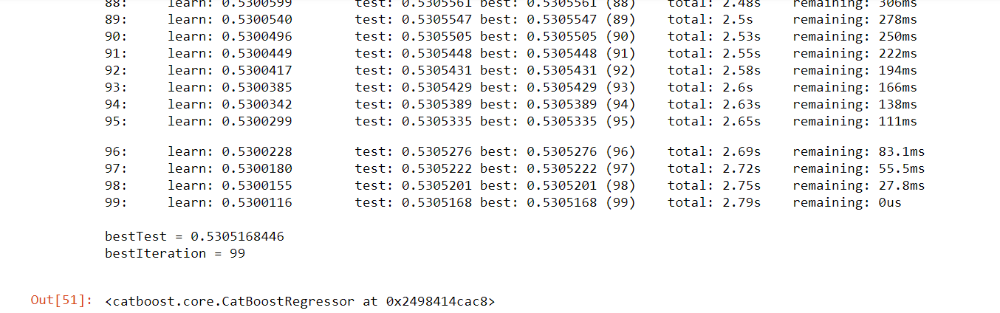 88: learn: 0.5300599 test: 0.5305561 best: 0.5305561 (88) total: 2.48s remaining: 306ms
89: learn: 0.5300540 test: 0.5305547 best: 0.5305547 (89) total: 2.5s remaining: 278ms
90: learn: 0.5300496 test: 0.5305505 best: 0.5305505 (90) total: 2.53s remaining: 250ms
91: learn: 0.5300449 test: 0.5305448 best: 0.5305448 (91) total: 2.55s remaining: 222ms
92: learn: 0.5300417 test: 0.5305431 best: 0.5305431 (92) total: 2.58s remaining: 194ms
93: learn: 0.5300385 test: 0.5305429 best: 0.5305429 (93) total: 2.6s remaining: 166ms
94: learn: 0.5300342 test: 0.5305389 best: 0.5305389 (94) total: 2.63s remaining: 138ms
95: learn: 0.5300299 test: 0.5305335 best: 0.5305335 (95) total: 2.65s remaining: 111ms
96: learn: 0.5300228 test: 0.5305276 best: 0.5305276 (96) total: 2.69s remaining: 83.1ms
97: learn: 0.5300180 test: 0.5305222 best: 0.5305222 (97) total: 2.72s remaining: 55.5ms
98: learn: 0.5300155 test: 0.5305201 best: 0.5305201 (98) total: 2.75s remaining: 27.8ms
99: learn: 0.5300116 test: 0.5305168 best: 0.5305168 (99) total: 2.79s remaining: 0us
bestTest = 0.5305168446
bestIteration = 99
Out[51]: <catboost.core.CatBoostRegressor at 0x2498414cac8>